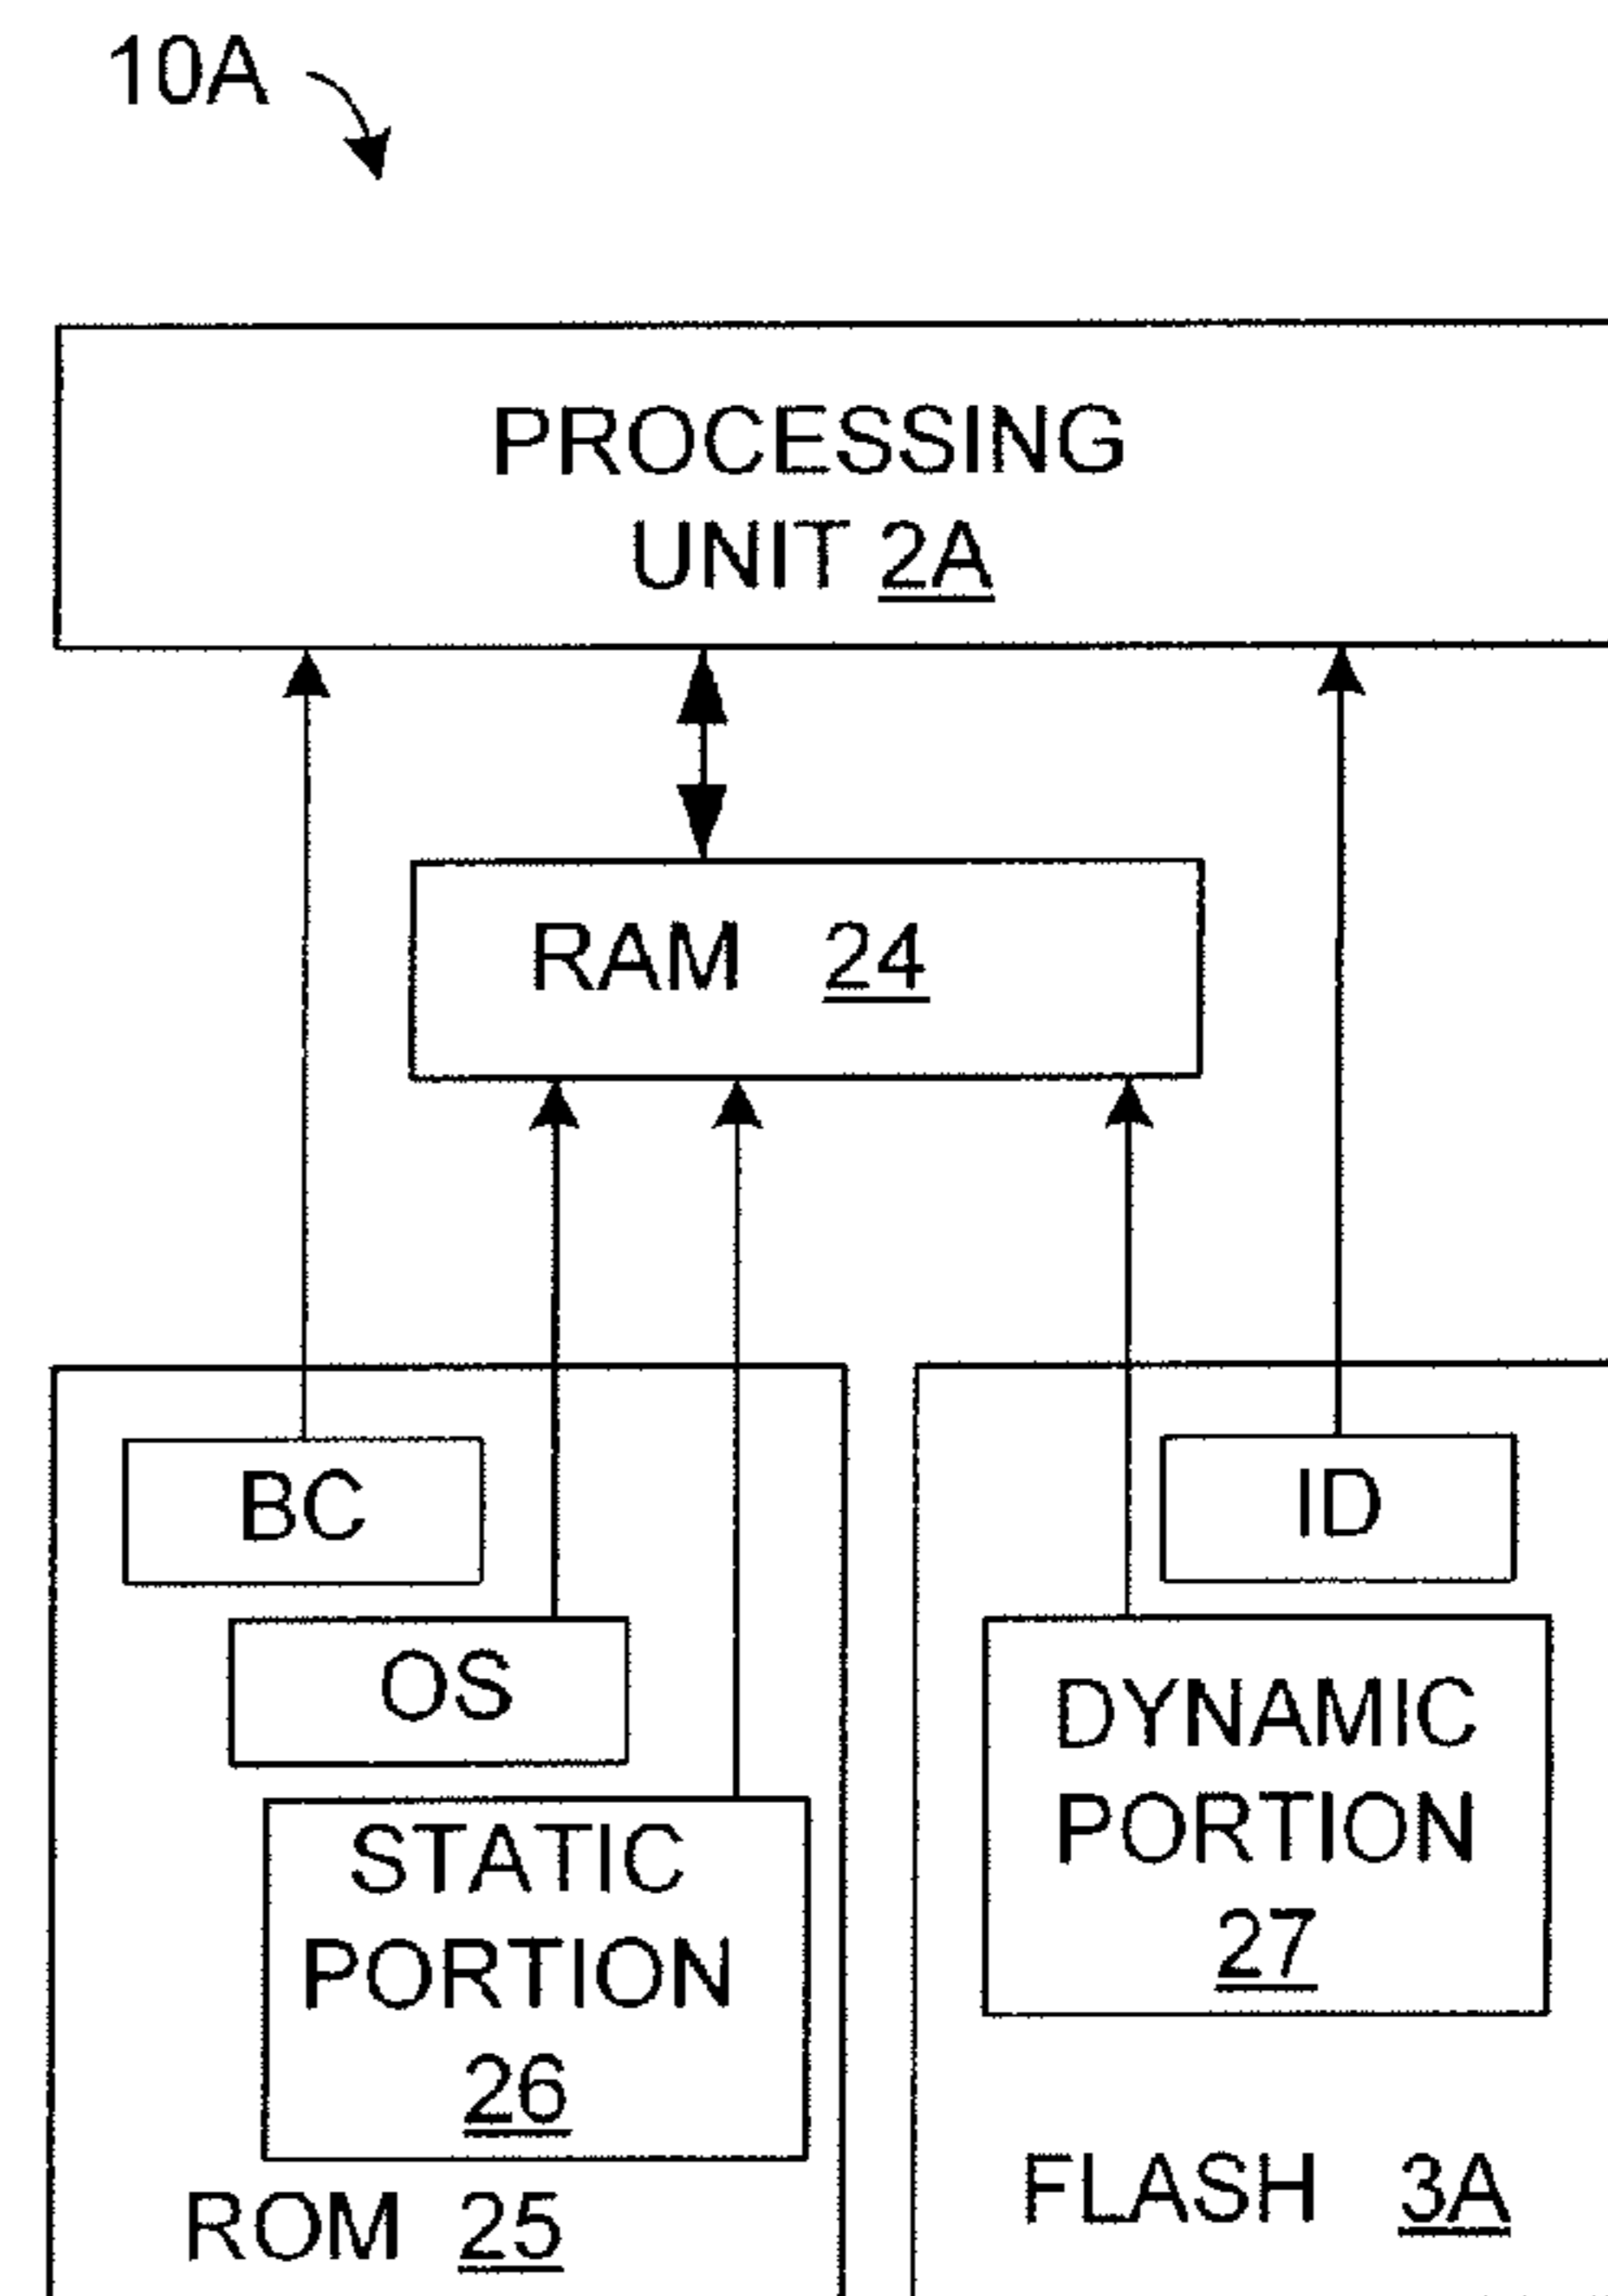 10A
PROCESSING
UNIT 2A
RAM 24
BC
OS
STATIC
PORTION
26
ROM 25
ID
DYNAMIC
PORTION
27
FLASH 3A